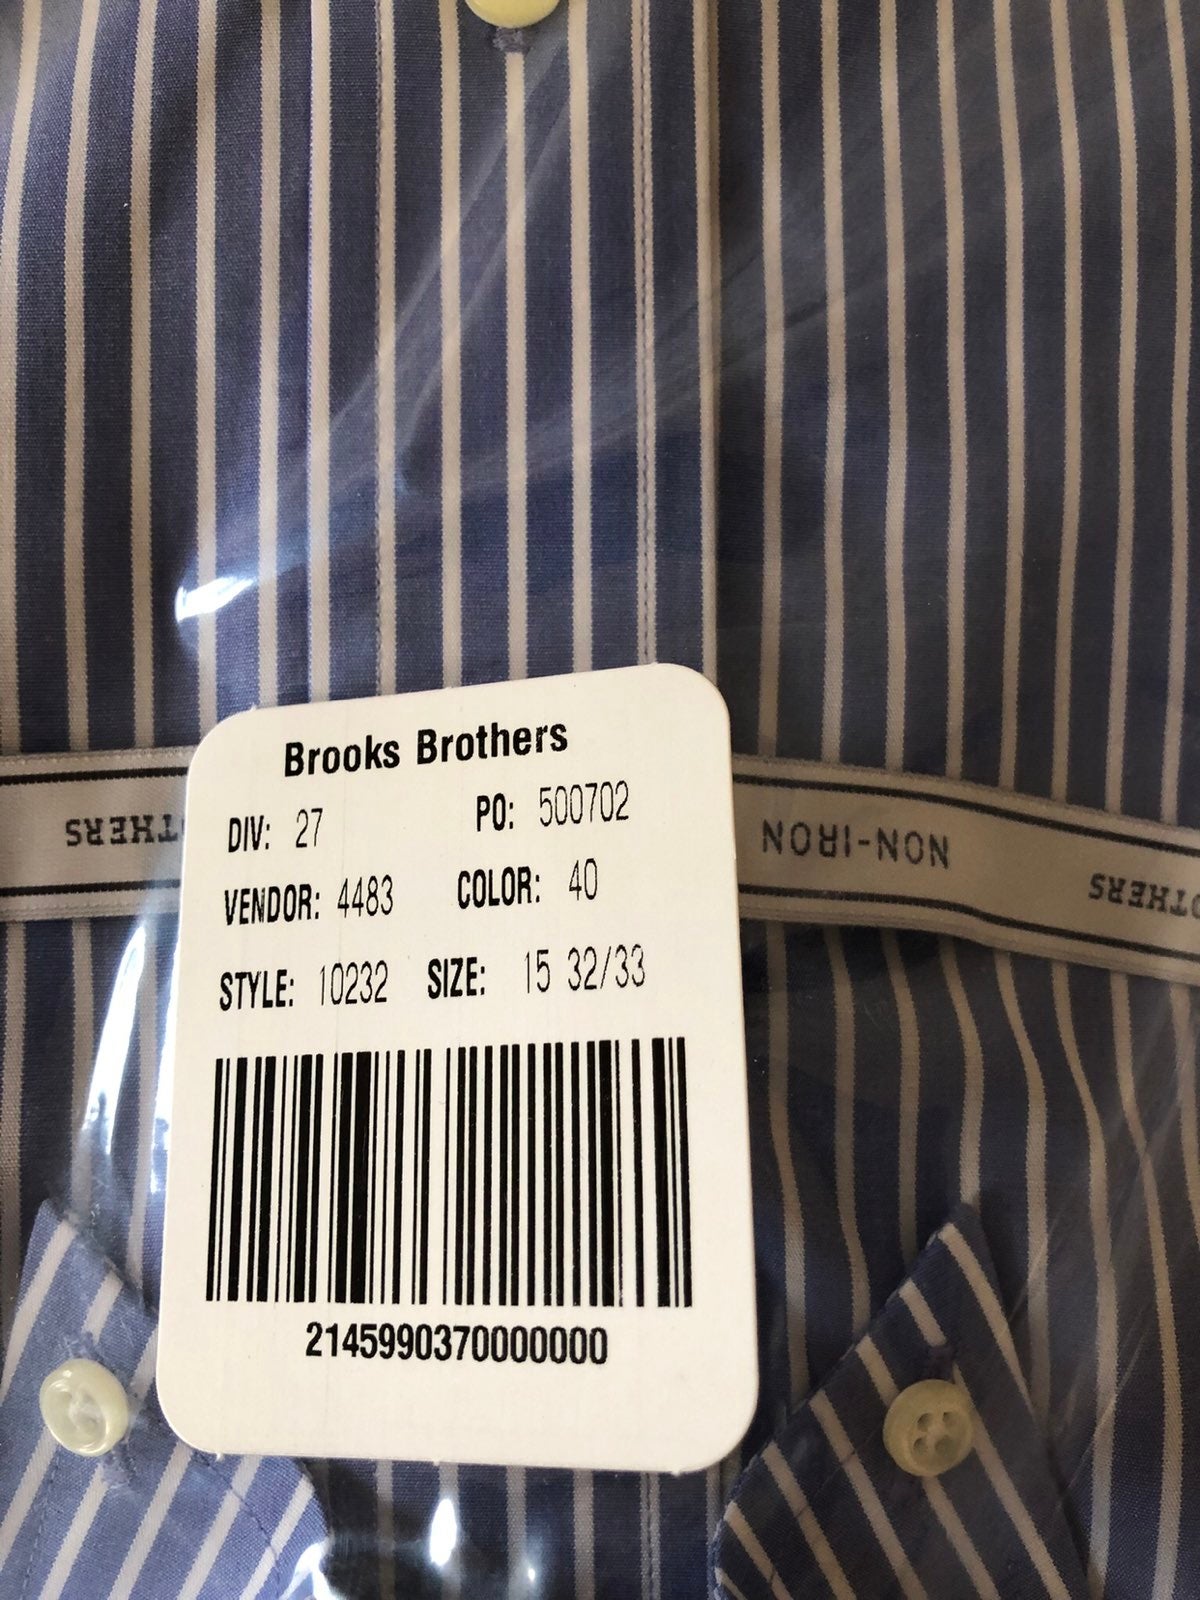 Brooks Brothers
DIV: 27 PO: 500702
VENDOR: 4483 COLOR: 40
STYLE: 10232 SIZE: 15 32/33
2145990370000000
THERS
NON-IRON
OTHERS